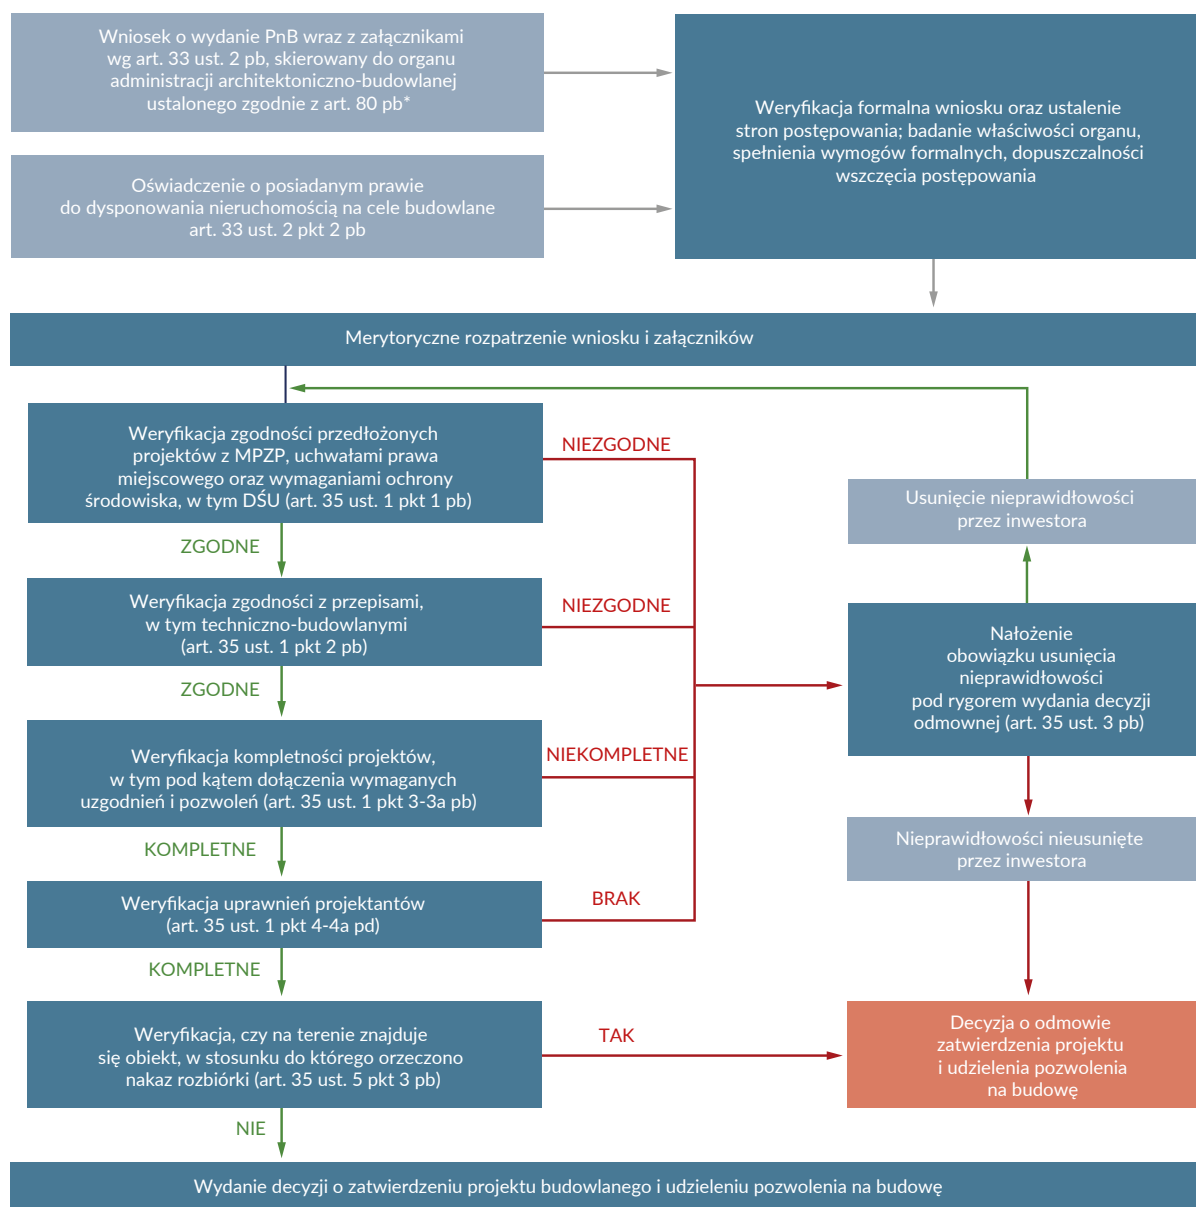 Wniosek o wydanie PnB wraz z załącznikami
wg art. 33 ust. 2 pb, skierowany do organu
administracji architektoniczno-budowlanej
ustalonego zgodnie z art. 80 pb*
Oświadczenie o posiadanym prawie
do dysponowania nieruchomością na cele budowlane
art. 33 ust. 2 pkt 2 pb
Weryfikacja formalna wniosku oraz ustalenie
stron postępowania; badanie właściwości organu,
spełnienia wymogów formalnych, dopuszczalności
wszczęcia postępowania
Merytoryczne rozpatrzenie wniosku i załączników
Weryfikacja zgodności przedłożonych
projektów z MPZP, uchwałami prawa
miejscowego oraz wymaganiami ochrony
środowiska, w tym DŚU (art. 35 ust. 1 pkt 1 pb)
NIEZGODNE
ZGODNE
Weryfikacja zgodności z przepisami,
w tym techniczno-budowlanymi
(art. 35 ust. 1 pkt 2 pb)
NIEZGODNE
ZGODNE
Weryfikacja kompletności projektów,
w tym pod kątem dołączenia wymaganych
uzgodnień i pozwoleń (art. 35 ust. 1 pkt 3-3a pb)
NIEKOMPLETNE
KOMPLETNE
Weryfikacja uprawnień projektantów
(art. 35 ust. 1 pkt 4-4a pd)
BRAK
KOMPLETNE
Weryfikacja, czy na terenie znajduje
się obiekt, w stosunku do którego orzeczono
nakaz rozbiórki (art. 35 ust. 5 pkt 3 pb)
TAK
NIE
Usunięcie nieprawidłowości
przez inwestora
Nałożenie
obowiązku usunięcia
nieprawidłowości
pod rygorem wydania decyzji
odmownej (art. 35 ust. 3 pb)
Nieprawidłowości nieusunięte
przez inwestora
Decyzja o odmowie
zatwierdzenia projektu
i udzielenia pozwolenia
na budowę
Wydanie decyzji o zatwierdzeniu projektu budowlanego i udzieleniu pozwolenia na budowę